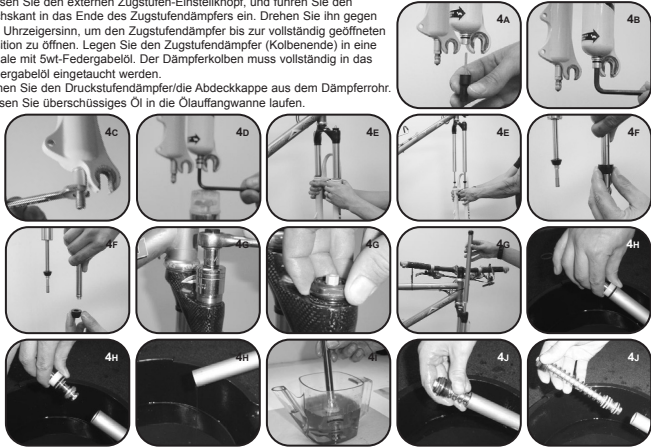 sen Sie den externen Zugstufen-Einstellknopf, und führen Sie den
hskant in das Ende des Zugstufendämpfers ein. Drehen Sie ihn gegen
Uhrzeigersinn, um den Zugstufendämpfer bis zur vollständig geöffneten
ition zu öffnen. Legen Sie den Zugstufendämpfer (Kolbenende) in eine
ale mit 5wt-Federgabelöl. Der Dämpferkolben muss vollständig in das
ergabelöl eingetaucht werden.
nen Sie den Druckstufendämpfer/die Abdeckkappe aus dem Dämpferrohr.
sen Sie überschüssiges Öl in die Ölauffangwanne laufen.
4A
4B
4C
4D
4E
4E
4F
4F
4G
4G
4G
4H
4H
4H
4I
4J
4J